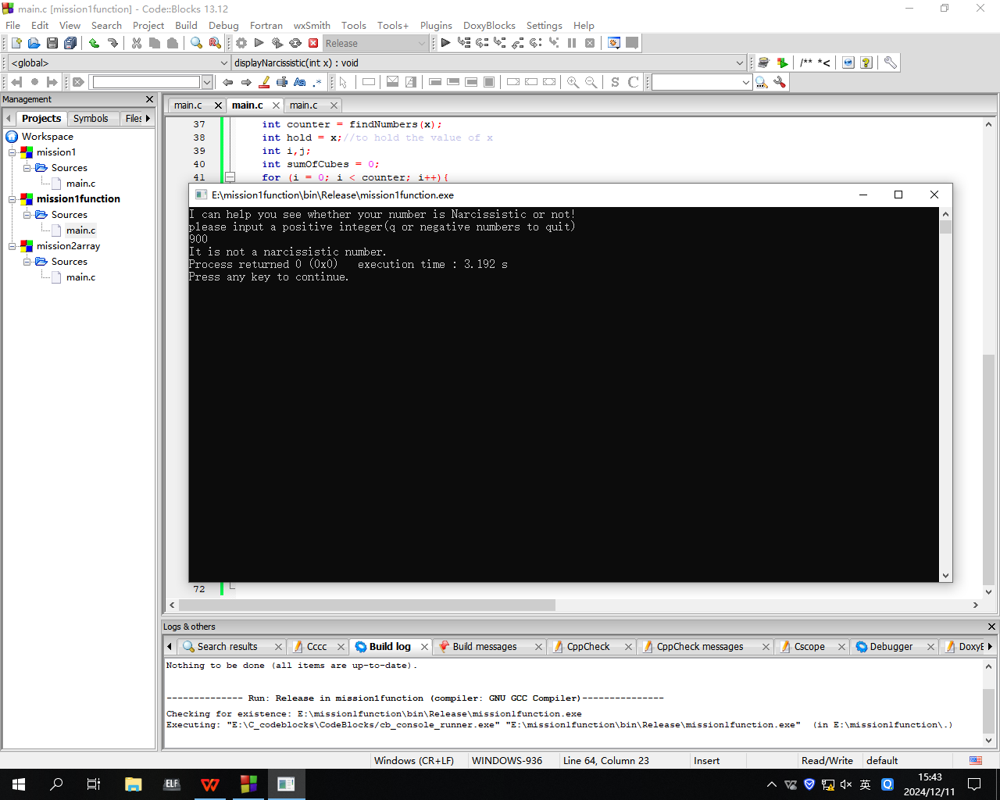 main.c [mission1function] - Code::Blocks 13.12
File Edit View Search Project Build Debug Fortran wxSmith Tools Tools+ Plugins DoxyBlocks Settings Help
Release
<global> displayNarcissistic(int x) : void
/** *<
Aa .* S C
Management
main.c main.c main.c
Projects Symbols Files
Workspace
mission1
Sources
main.c
mission1function
Sources
main.c
mission2array
Sources
main.c
37 int counter = findNumbers(x);
38 int hold = x;//to hold the value of x
39 int i,j;
40 int sumOfCubes = 0;
41 for (i = 0; i < counter; i++){
E:\mission1function\bin\Release\mission1function.exe
I can help you see whether your number is Narcissistic or not!
please input a positive integer(q or negative numbers to quit)
900
It is not a narcissistic number.
Process returned 0 (0x0)   execution time : 3.192 s
Press any key to continue.
72
Logs & others
Search results Cccc Build log Build messages CppCheck CppCheck messages Cscope Debugger DoxyE
Nothing to be done (all items are up-to-date).
-------------- Run: Release in mission1function (compiler: GNU GCC Compiler)---------------
Checking for existence: E:\mission1function\bin\Release\mission1function.exe
Executing: "E:\C_codeblocks\CodeBlocks/cb_console_runner.exe" "E:\mission1function\bin\Release\mission1function.exe"  (in E:\mission1function\.)
Windows (CR+LF) WINDOWS-936 Line 64, Column 23 Insert Read/Write default
ELF
英
15:43
2024/12/11